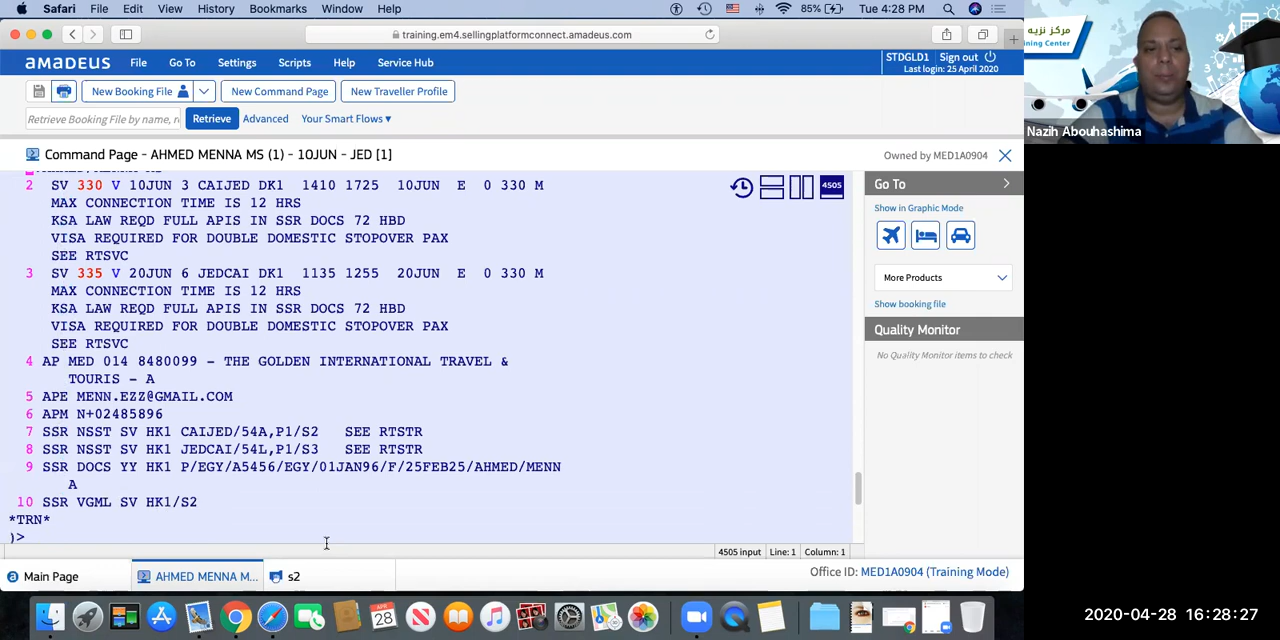 Safari File Edit View History Bookmarks Window Help 85% Tue 4:28 PM
training.em4.sellingplatformconnect.amadeus.com
amadeus File Go To Settings Scripts Help Service Hub STDGLD1 Sign out
Last login: 25 April 2020
New Booking File New Command Page New Traveller Profile
Retrieve Booking File by name, r Retrieve Advanced Your Smart Flows
Command Page - AHMED MENNA MS (1) - 10JUN - JED [1] Owned by MED1A0904
2 SV 330 V 10JUN 3 CAIJED DK1 1410 1725 10JUN E 0 330 M
MAX CONNECTION TIME IS 12 HRS
KSA LAW REQD FULL APIS IN SSR DOCS 72 HBD
VISA REQUIRED FOR DOUBLE DOMESTIC STOPOVER PAX
SEE RTSVC
3 SV 335 V 20JUN 6 JEDCAI DK1 1135 1255 20JUN E 0 330 M
MAX CONNECTION TIME IS 12 HRS
KSA LAW REQD FULL APIS IN SSR DOCS 72 HBD
VISA REQUIRED FOR DOUBLE DOMESTIC STOPOVER PAX
SEE RTSVC
4 AP MED 014 8480099 - THE GOLDEN INTERNATIONAL TRAVEL &
TOURIS - A
5 APE MENN.EZZ@GMAIL.COM
6 APM N+02485896
7 SSR NSST SV HK1 CAIJED/54A,P1/S2 SEE RTSTR
8 SSR NSST SV HK1 JEDCAI/54L,P1/S3 SEE RTSTR
9 SSR DOCS YY HK1 P/EGY/A5456/EGY/01JAN96/F/25FEB25/AHMED/MENN
A
10 SSR VGML SV HK1/S2
*TRN*
)>
4505
Go To
Show in Graphic Mode
More Products
Show booking file
Quality Monitor
No Quality Monitor items to check
4505 input Line: 1 Column: 1
Main Page AHMED MENNA M... s2 Office ID: MED1A0904 (Training Mode)
APR
28
مركز نزيه
ining Center
Nazih Abouhashima
2020-04-28 16:28:27